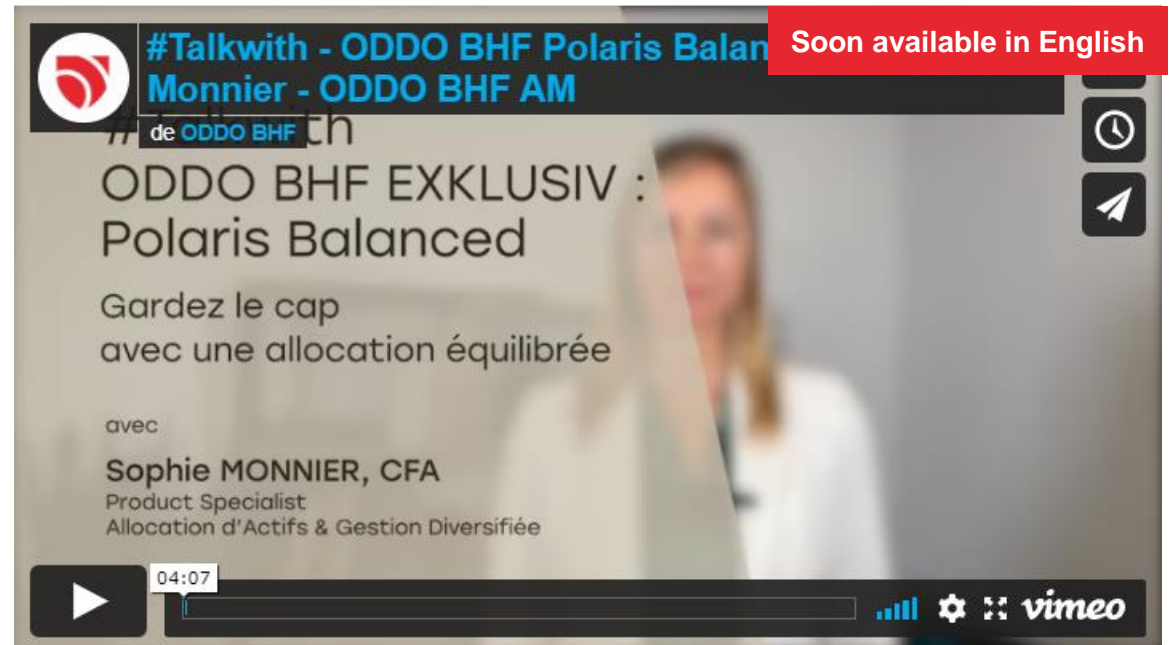 #Talkwith - ODDO BHF Polaris Balan
Soon available in English
Monnier - ODDO BHF AM
de ODDO BHF
#Talkwith
ODDO BHF EXKLUSIV :
Polaris Balanced
Gardez le cap
avec une allocation équilibrée
avec
Sophie MONNIER, CFA
Product Specialist
Allocation d'Actifs & Gestion Diversifiée
04:07
vimeo